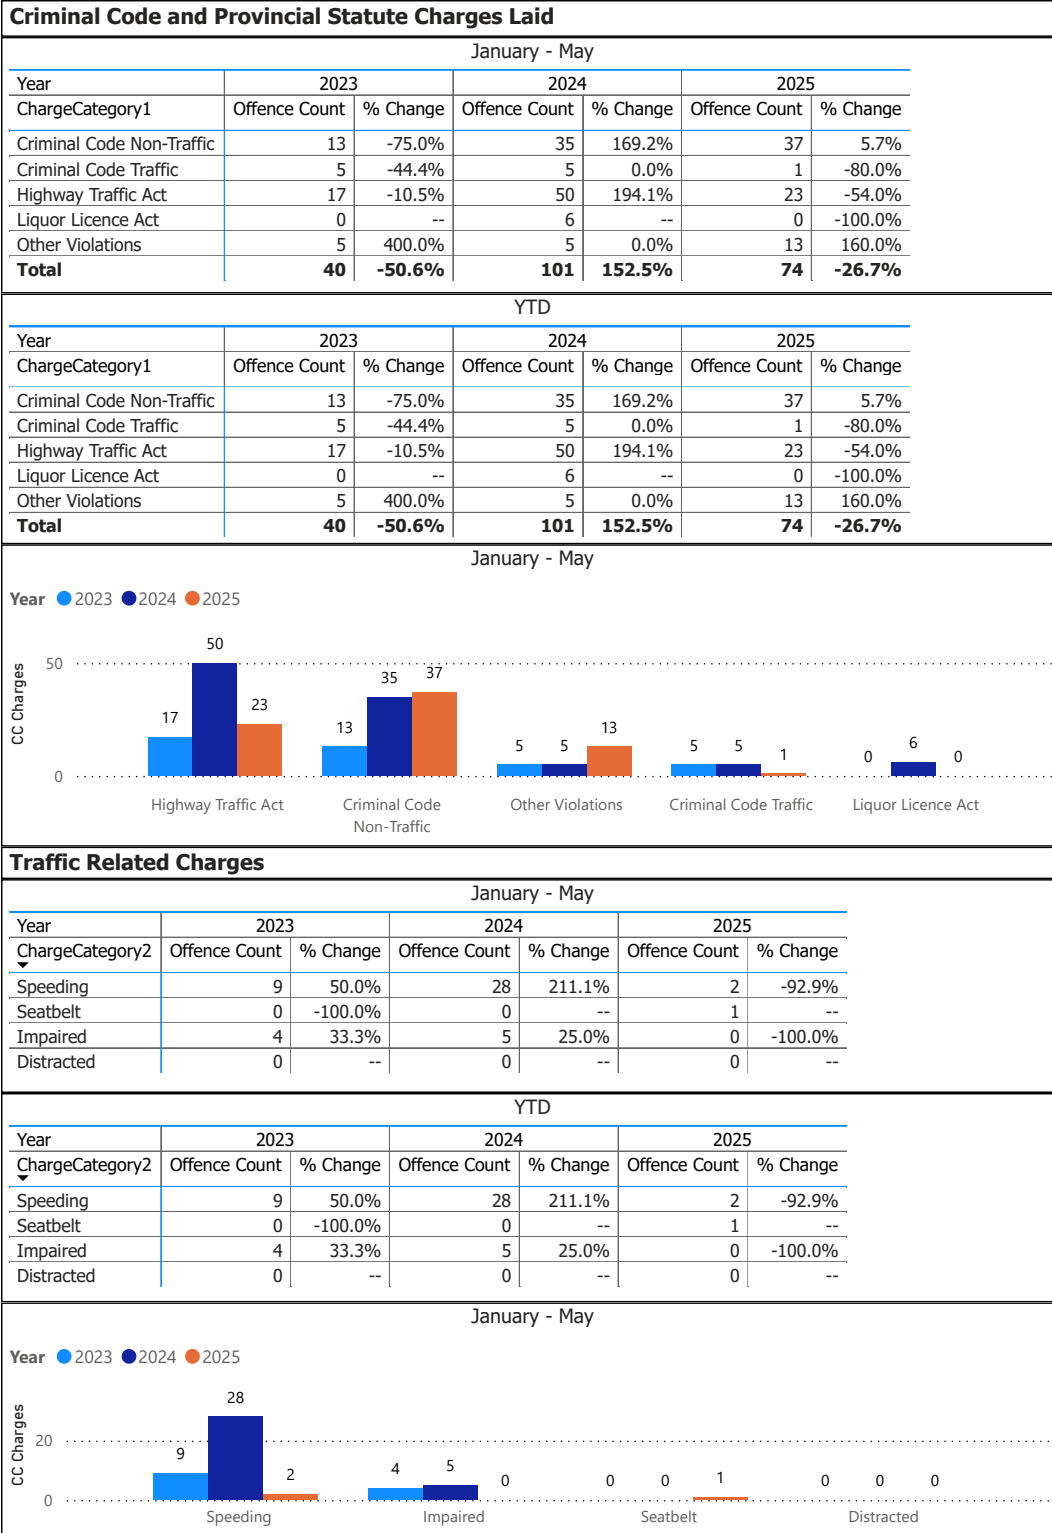 Criminal Code and Provincial Statute Charges Laid
January - May
Year 2023 2024 2025
ChargeCategory1 Offence Count % Change Offence Count % Change Offence Count % Change
Criminal Code Non-Traffic 13 -75.0% 35 169.2% 37 5.7%
Criminal Code Traffic 5 -44.4% 5 0.0% 1 -80.0%
Highway Traffic Act 17 -10.5% 50 194.1% 23 -54.0%
Liquor Licence Act 0 -- 6 -- 0 -100.0%
Other Violations 5 400.0% 5 0.0% 13 160.0%
Total 40 -50.6% 101 152.5% 74 -26.7%
YTD
Year 2023 2024 2025
ChargeCategory1 Offence Count % Change Offence Count % Change Offence Count % Change
Criminal Code Non-Traffic 13 -75.0% 35 169.2% 37 5.7%
Criminal Code Traffic 5 -44.4% 5 0.0% 1 -80.0%
Highway Traffic Act 17 -10.5% 50 194.1% 23 -54.0%
Liquor Licence Act 0 -- 6 -- 0 -100.0%
Other Violations 5 400.0% 5 0.0% 13 160.0%
Total 40 -50.6% 101 152.5% 74 -26.7%
January - May
Year 2023 2024 2025
CC Charges
50
0
17 50 23
13 35 37
5 5 13
5 5 1
0 6 0
Highway Traffic Act
Criminal Code
Non-Traffic
Other Violations
Criminal Code Traffic
Liquor Licence Act
Traffic Related Charges
January - May
Year 2023 2024 2025
ChargeCategory2 Offence Count % Change Offence Count % Change Offence Count % Change
Speeding 9 50.0% 28 211.1% 2 -92.9%
Seatbelt 0 -100.0% 0 -- 1 --
Impaired 4 33.3% 5 25.0% 0 -100.0%
Distracted 0 -- 0 -- 0 --
YTD
Year 2023 2024 2025
ChargeCategory2 Offence Count % Change Offence Count % Change Offence Count % Change
Speeding 9 50.0% 28 211.1% 2 -92.9%
Seatbelt 0 -100.0% 0 -- 1 --
Impaired 4 33.3% 5 25.0% 0 -100.0%
Distracted 0 -- 0 -- 0 --
January - May
Year 2023 2024 2025
CC Charges
20
0
9 28 2
4 5 0
0 0 1
0 0 0
Speeding
Impaired
Seatbelt
Distracted